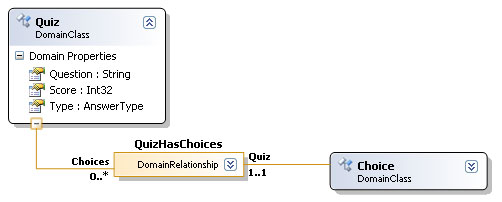 Quiz
DomainClass
Domain Properties
Question : String
Score : Int32
Type : AnswerType
QuizHasChoices
Choices
DomainRelationship
Quiz
0..*
1..1
Choice
DomainClass